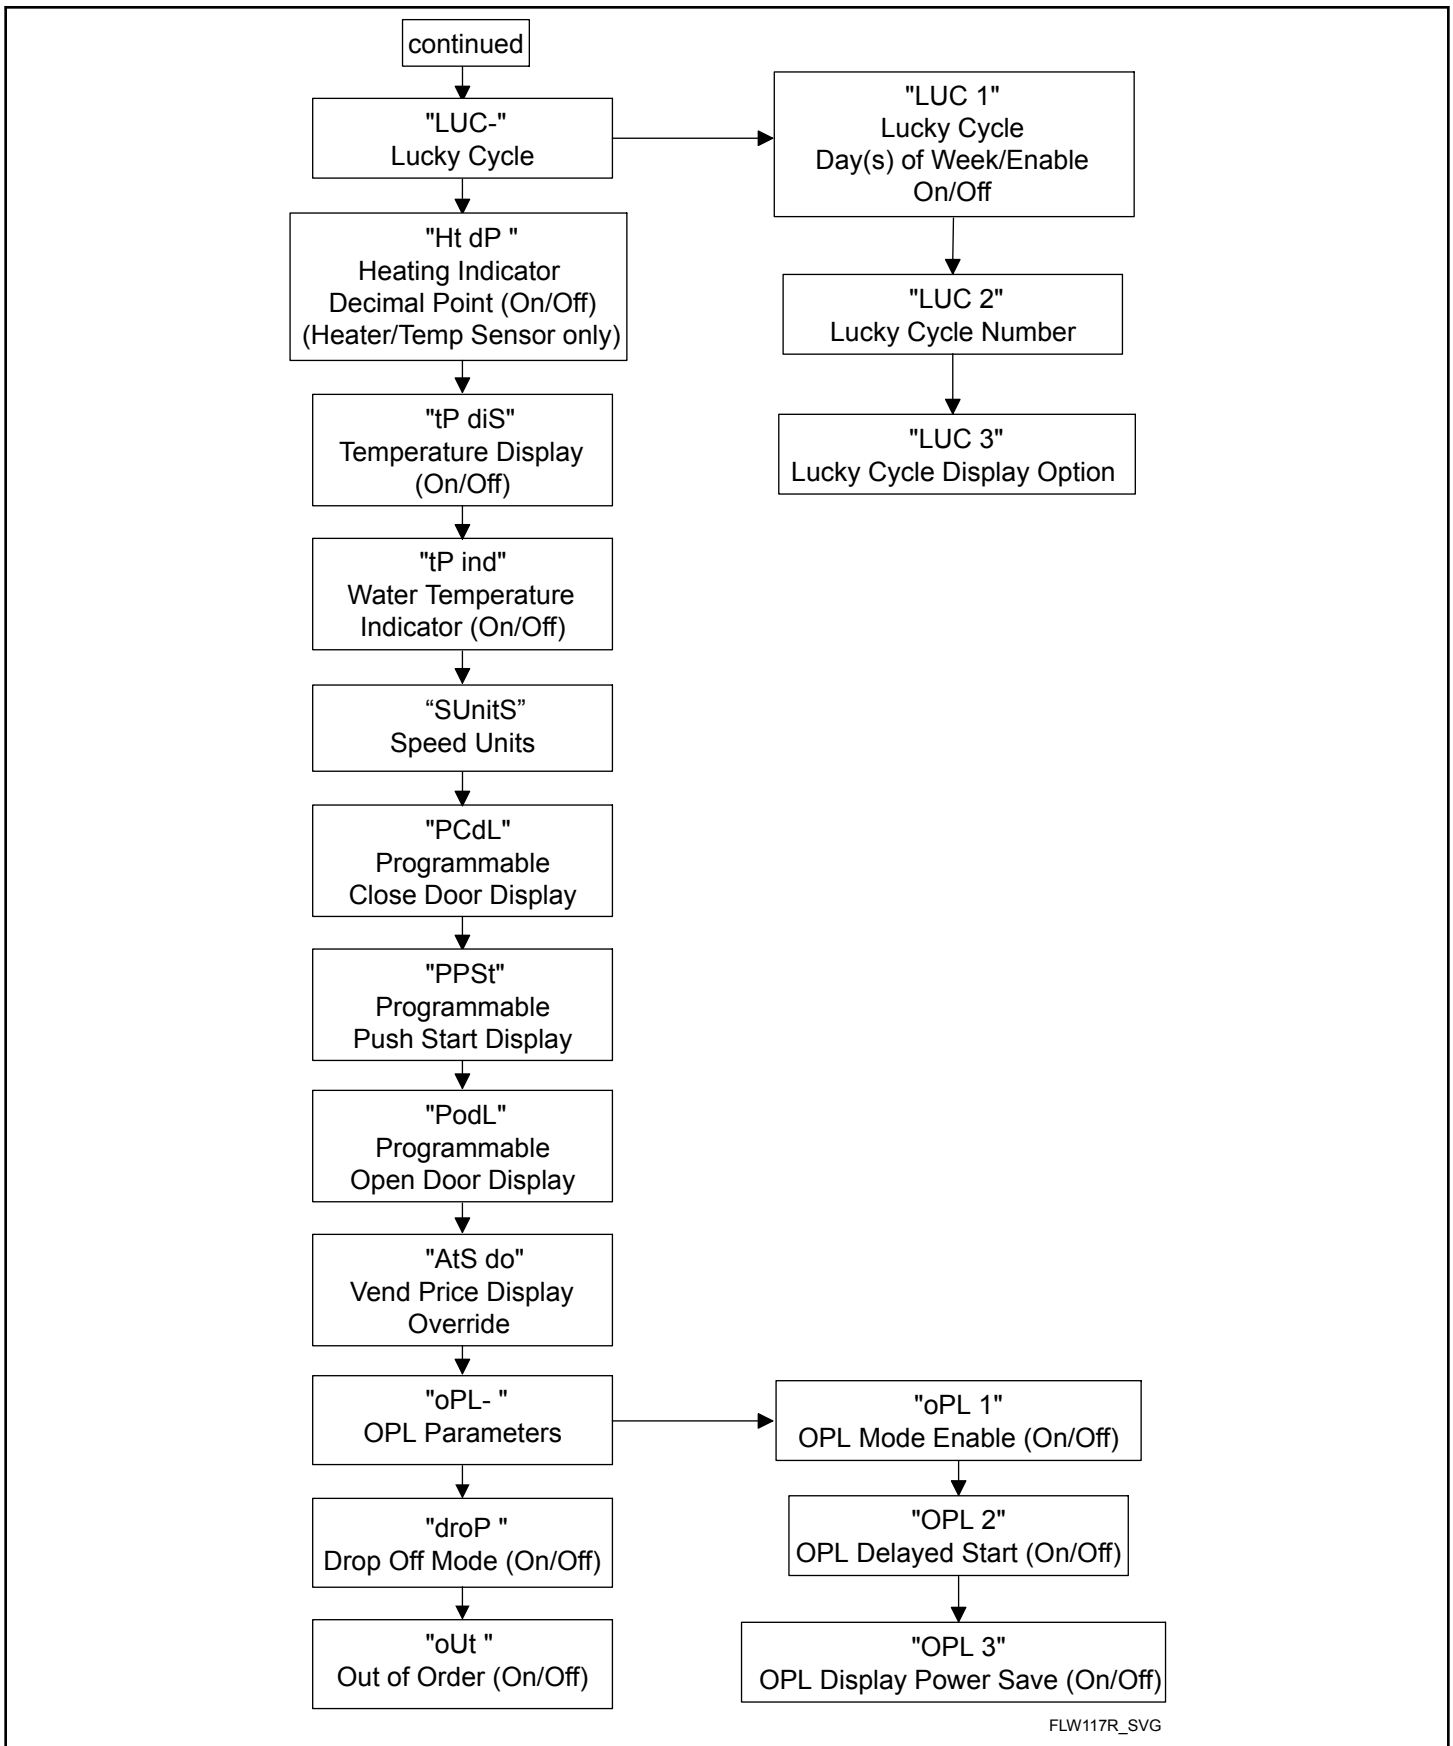 continued
"LUC-"
Lucky Cycle
"LUC 1"
Lucky Cycle
Day(s) of Week/Enable
On/Off
"Ht dP "
Heating Indicator
Decimal Point (On/Off)
(Heater/Temp Sensor only)
"LUC 2"
Lucky Cycle Number
"tP diS"
Temperature Display
(On/Off)
"LUC 3"
Lucky Cycle Display Option
"tP ind"
Water Temperature
Indicator (On/Off)
“SUnitS”
Speed Units
"PCdL"
Programmable
Close Door Display
"PPSt"
Programmable
Push Start Display
"PodL"
Programmable
Open Door Display
"AtS do"
Vend Price Display
Override
"oPL- "
OPL Parameters
"oPL 1"
OPL Mode Enable (On/Off)
"droP "
Drop Off Mode (On/Off)
"OPL 2"
OPL Delayed Start (On/Off)
"oUt "
Out of Order (On/Off)
"OPL 3"
OPL Display Power Save (On/Off)
FLW117R_SVG